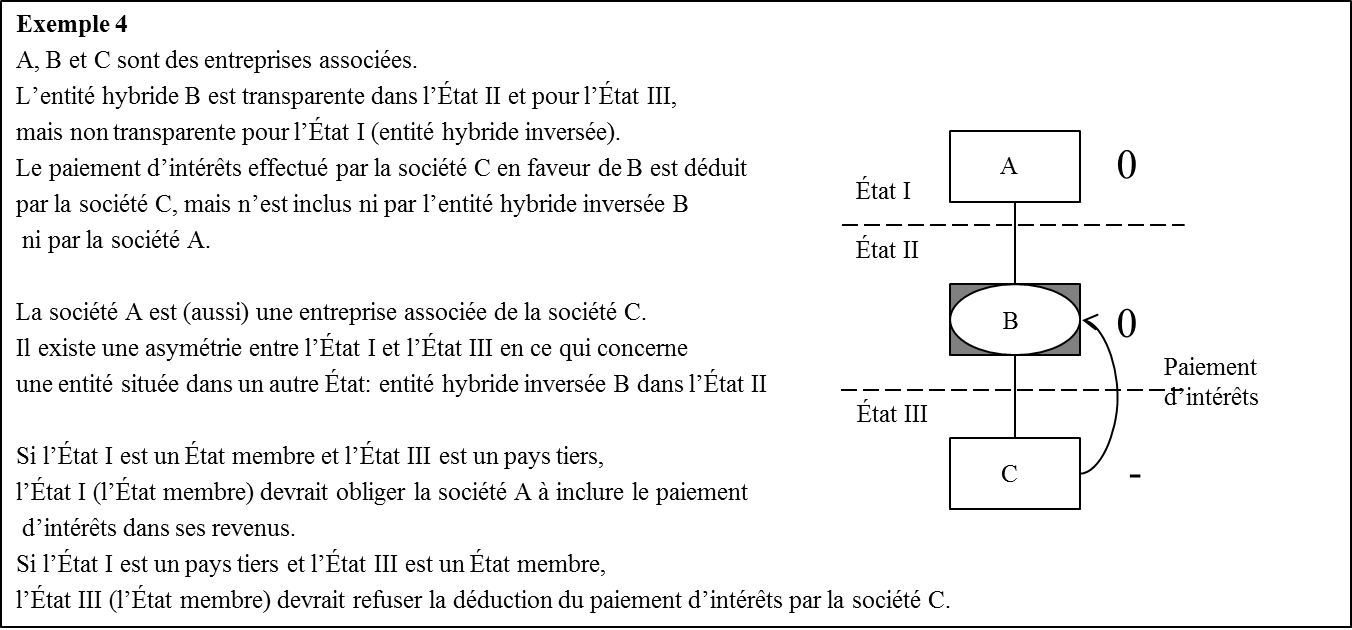 Exemple 4
A, B et C sont des entreprises associées.
L’entité hybride B est transparente dans l’État II et pour l’État III,
mais non transparente pour l’État I (entité hybride inversée).
Le paiement d’intérêts effectué par la société C en faveur de B est déduit
par la société C, mais n’est inclus ni par l’entité hybride inversée B
ni par la société A.
La société A est (aussi) une entreprise associée de la société C.
Il existe une asymétrie entre l’État I et l’État III en ce qui concerne
une entité située dans un autre État: entité hybride inversée B dans l’État II
Si l’État I est un État membre et l’État III est un pays tiers,
l’État I (l’État membre) devrait obliger la société A à inclure le paiement
d’intérêts dans ses revenus.
Si l’État I est un pays tiers et l’État III est un État membre,
l’État III (l’État membre) devrait refuser la déduction du paiement d’intérêts par la société C.
A
0
État I
État II
B
0
Paiement
d’intérêts
État III
C
-